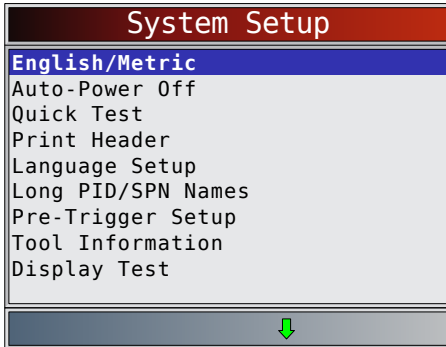 System Setup
English/Metric
Auto-Power Off
Quick Test
Print Header
Language Setup
Long PID/SPN Names
Pre-Trigger Setup
Tool Information
Display Test